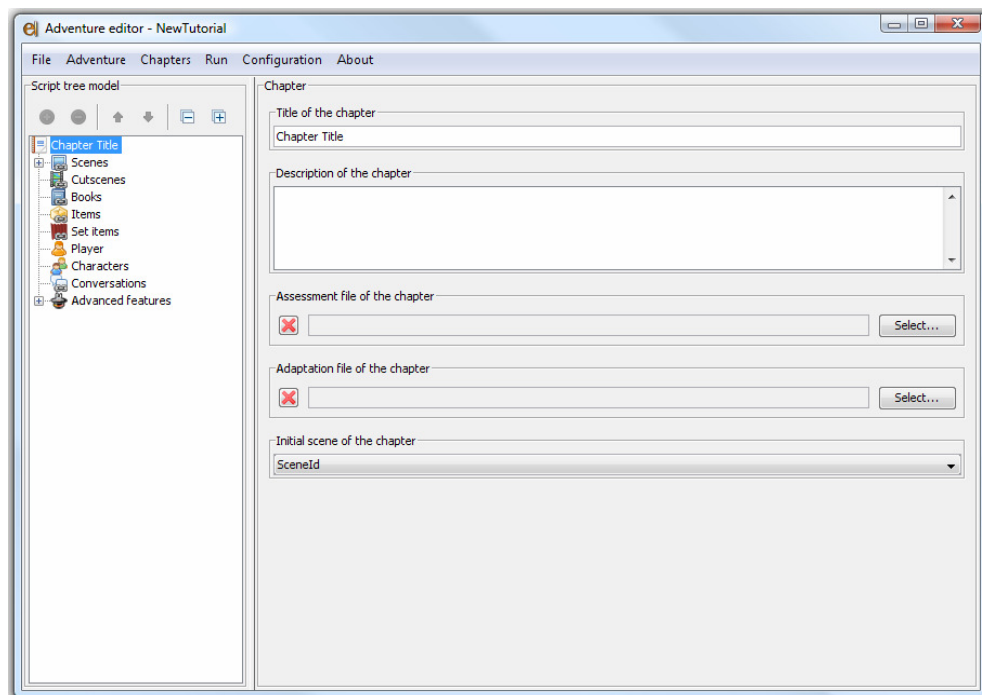 Adventure editor - NewTutorial
File Adventure Chapters Run Configuration About
Script tree model
Chapter Title
Scenes
Cutscenes
Books
Items
Set items
Player
Characters
Conversations
Advanced features
Chapter
Title of the chapter
Chapter Title
Description of the chapter
Assessment file of the chapter
Select...
Adaptation file of the chapter
Select...
Initial scene of the chapter
SceneId